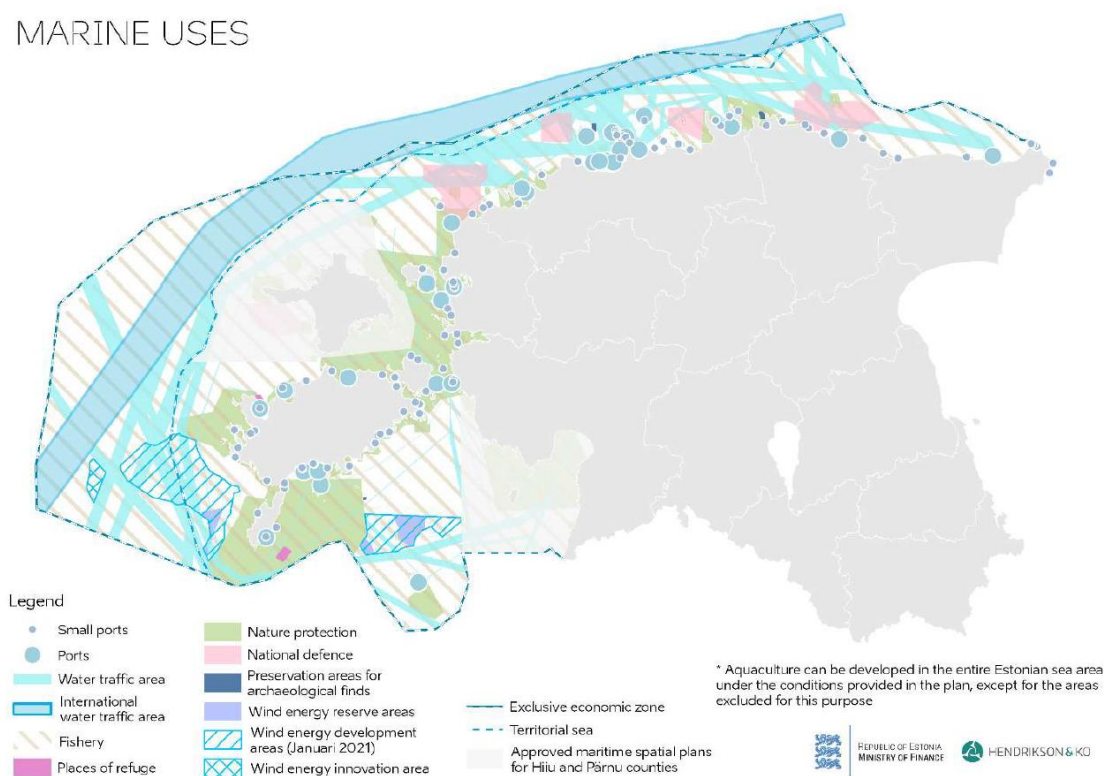 MARINE USES
Legend
Small ports
Ports
Water traffic area
International
water traffic area
Fishery
Places of refuge
Nature protection
National defence
Preservation areas for
archaeological finds
Wind energy reserve areas
Wind energy development
areas (Januari 2021)
Wind energy innovation area
Exclusive economic zone
Territorial sea
Approved maritime spatial plans
for Hiiu and Pärnu counties
* Aquaculture can be developed in the entire Estonian sea area
under the conditions provided in the plan, except for the areas
excluded for this purpose
REPUBLIC OF ESTONIA
MINISTRY OF FINANCE
HENDRIKSON & KO